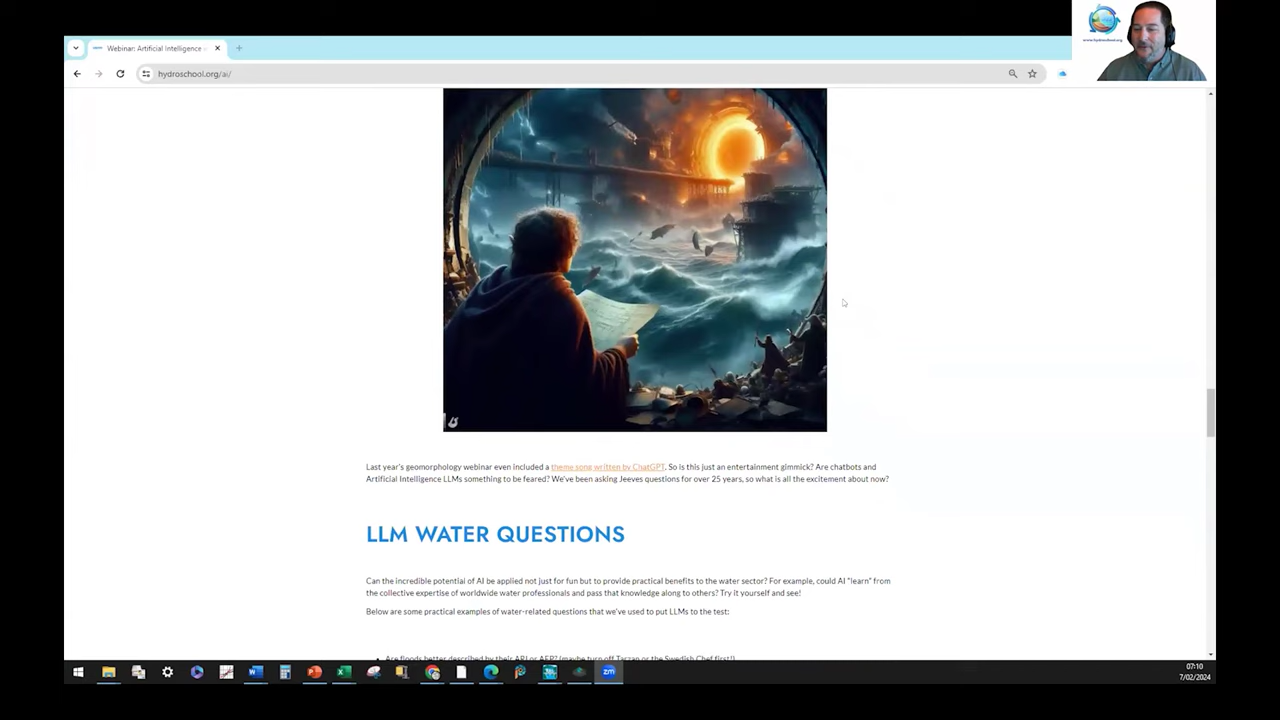 Webinar: Artificial Intelligence
hydroschool.org/ai/
www.hydroschool.org
Last year's geomorphology webinar even included a theme song written by ChatGPT. So is this just an entertainment gimmick? Are chatbots and
Artificial Intelligence LLMs something to be feared? We've been asking Jeeves questions for over 25 years, so what is all the excitement about now?
LLM WATER QUESTIONS
Can the incredible potential of AI be applied not just for fun but to provide practical benefits to the water sector? For example, could AI "learn" from
the collective expertise of worldwide water professionals and pass that knowledge along to others? Try it yourself and see!
Below are some practical examples of water-related questions that we've used to put LLMs to the test:
Are floods better described by their ARI or AEP? (maybe turn off Tarzan or the Swedish Chef first!)
zm
07:10
7/02/2024